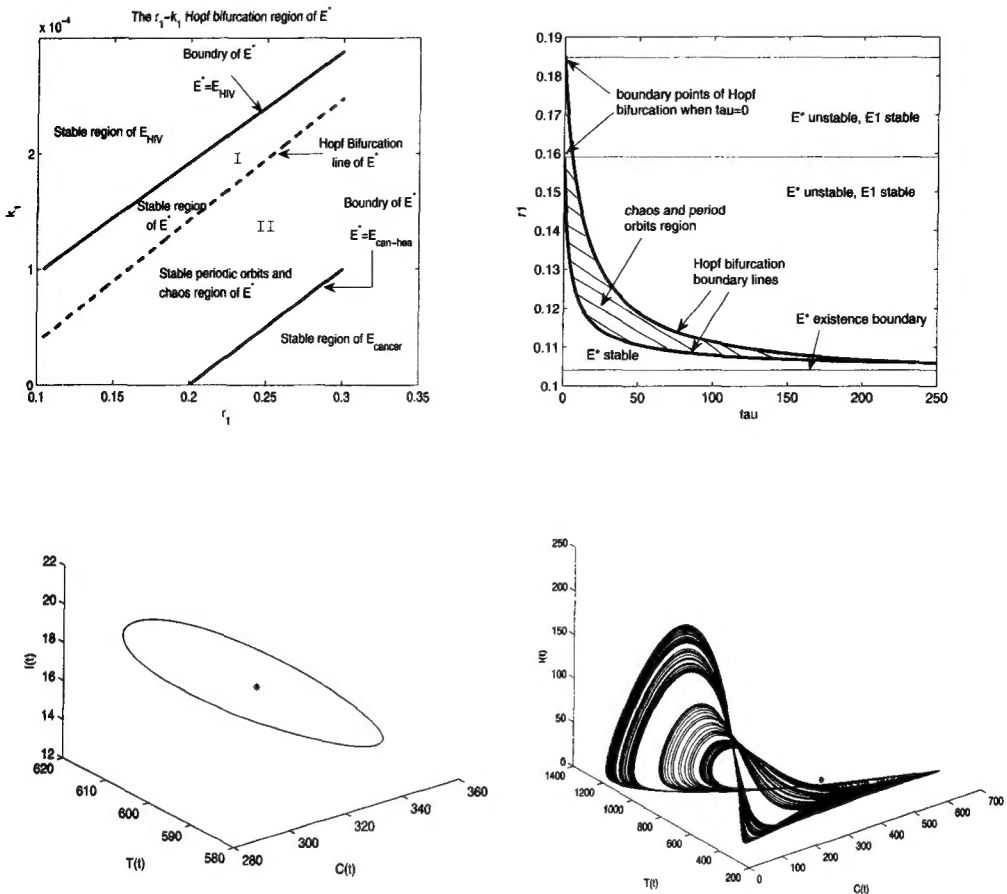 The r1-k1 Hopf bifurcation region of E*
x 10^-4
Boundry of E*
E*=E_HIV
Stable region of E_HIV
I
Hopf Bifurcation
line of E*
Stable region
of E*
Boundry of E*
II
E*=E_can-hea
Stable periodic orbits and
chaos region of E*
Stable region of E_cancer
k1
2
1
0
0.1 0.15 0.2 0.25 0.3 0.35
r1
0.19
0.18
0.17
0.16
0.15
0.14
0.13
0.12
0.11
0.1
r1
boundary points of Hopf
bifurcation when tau=0
E* unstable, E1 stable
E* unstable, E1 stable
chaos and period
orbits region
Hopf bifurcation
boundary lines
E* existence boundary
E* stable
0 50 100 150 200 250
tau
22
20
18
16
14
12
I(t)
620
610
600
590
580
T(t)
280
300
320
340
360
C(t)
250
200
150
100
50
0
I(t)
1400
1200
1000
800
600
400
200
T(t)
0
100
200
300
400
500
600
700
C(t)